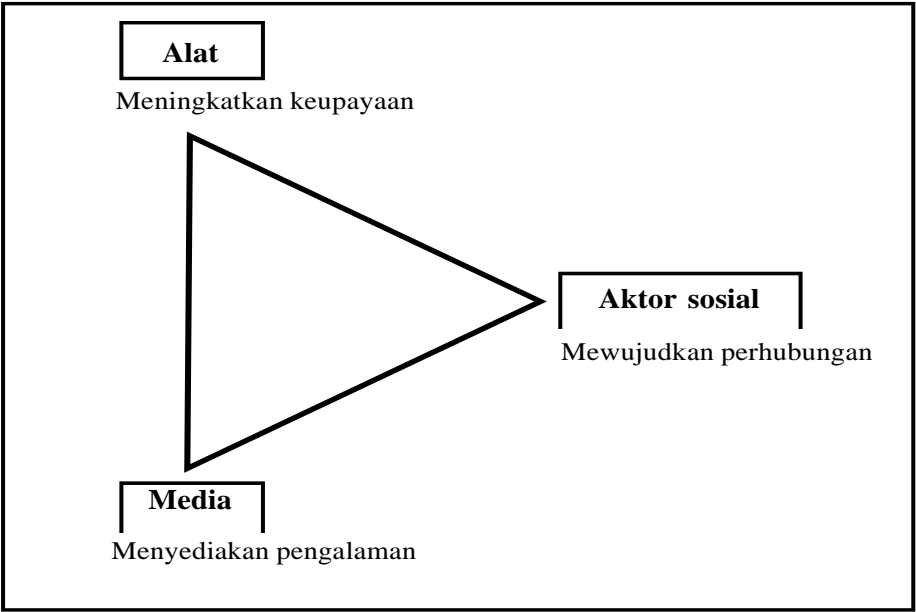 Alat
Meningkatkan keupayaan
Aktor sosial
Mewujudkan perhubungan
Media
Menyediakan pengalaman